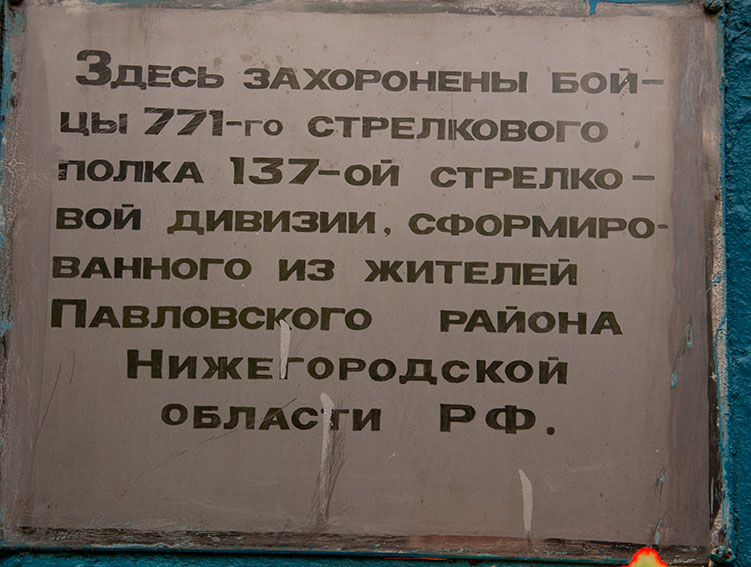 Здесь захоронены бой-
цы 771-го стрелкового
полка 137-ой стрелко-
вой дивизии, сформиро-
ванного из жителей
Павловского района
Нижегородской
области РФ.